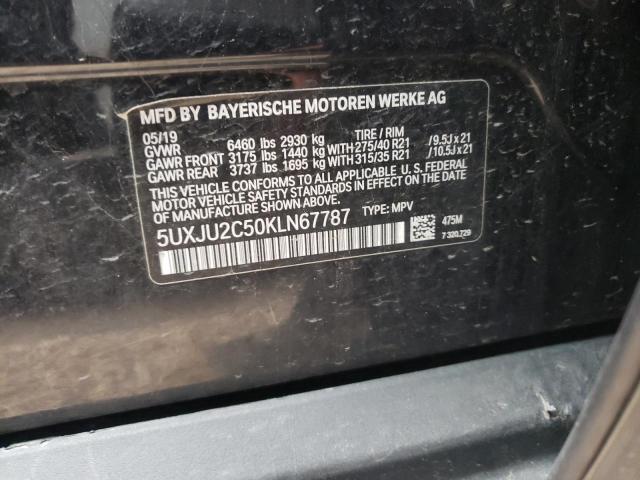 MFD BY BAYERISCHE MOTOREN WERKE AG
05/19 TIRE / RIM
GVWR 6460 lbs 2930 kg
GAWR FRONT 3175 lbs 1440 kg WITH 275/40 R21 / 9.5J x 21
GAWR REAR 3737 lbs 1695 kg WITH 315/35 R21 / 10.5J x 21
THIS VEHICLE CONFORMS TO ALL APPLICABLE U. S. FEDERAL
MOTOR VEHICLE SAFETY STANDARDS IN EFFECT ON THE
DATE OF MANUFACTURE SHOWN ABOVE.
5UXJU2C50KLN67787 TYPE: MPV
475M
7 320.729